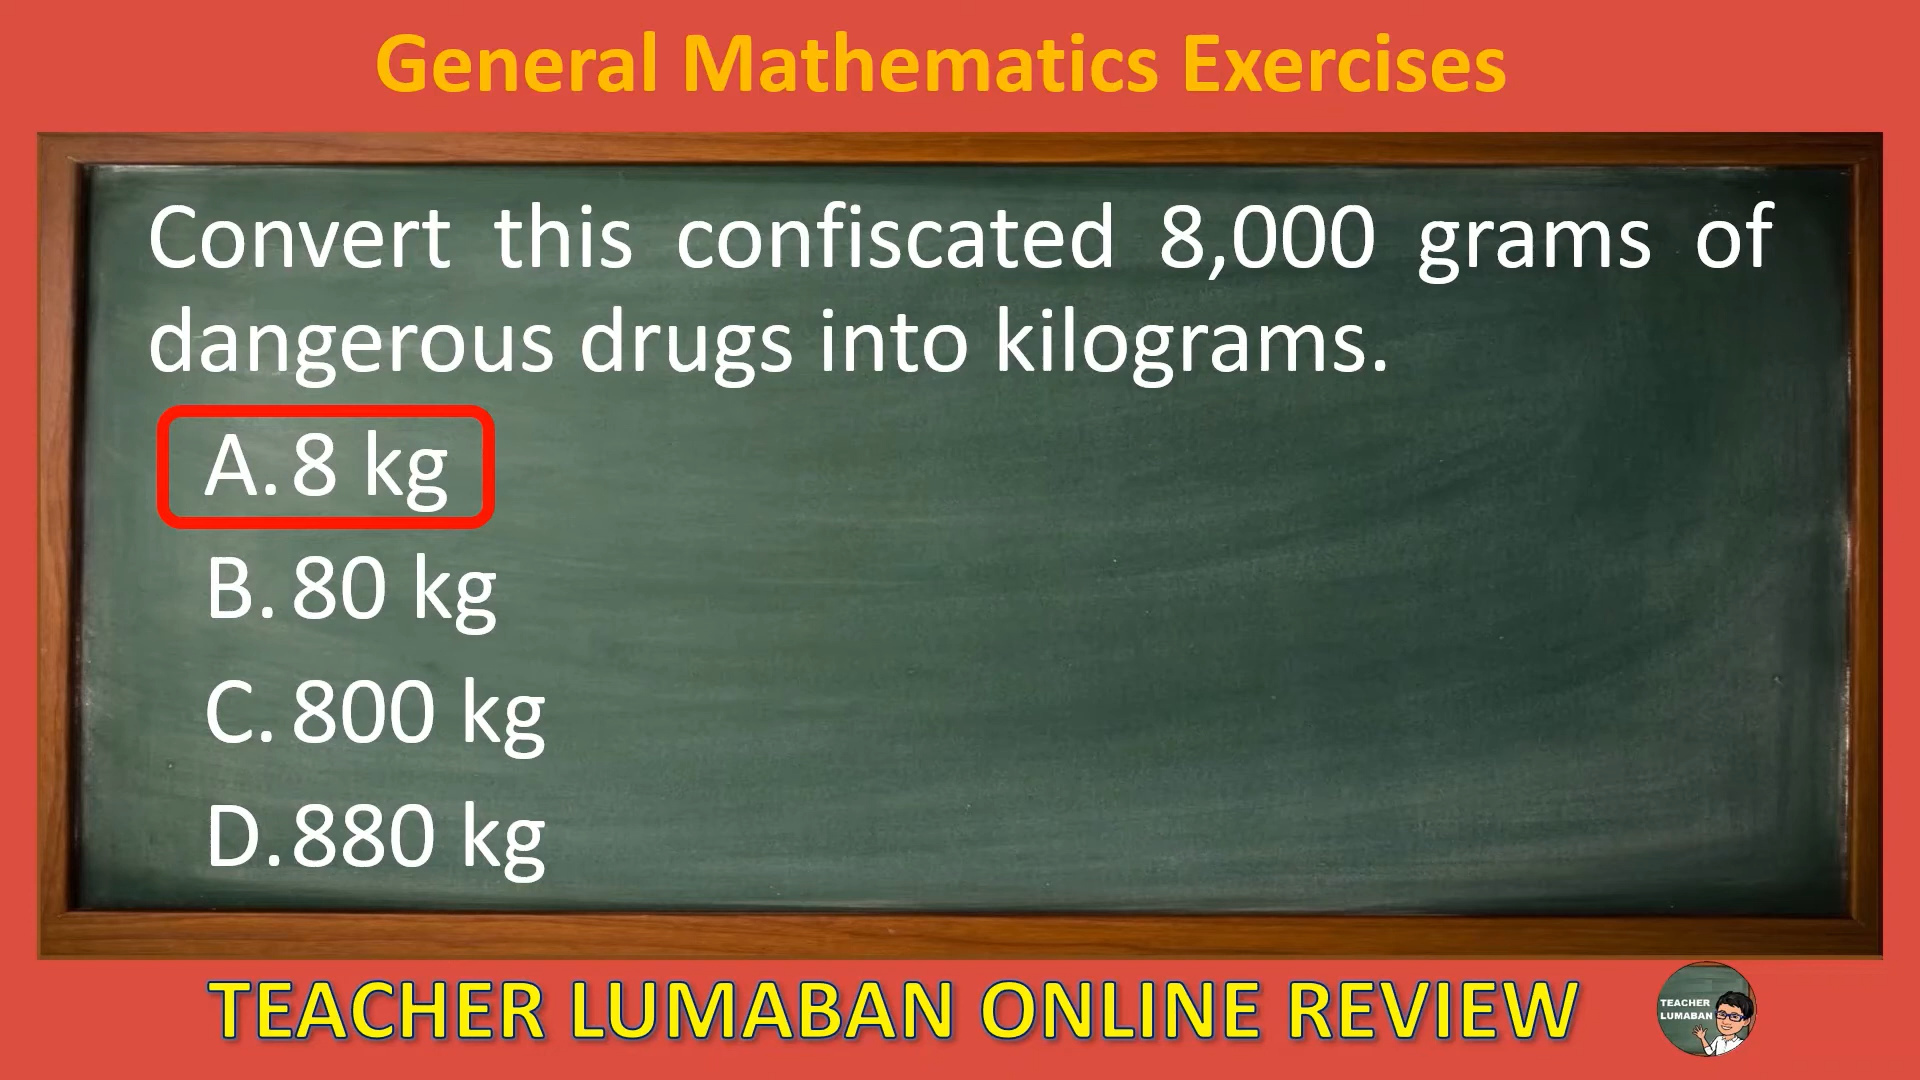 General Mathematics Exercises
Convert this confiscated 8,000 grams of
dangerous drugs into kilograms.
A. 8 kg
B. 80 kg
C. 800 kg
D. 880 kg
TEACHER LUMABAN ONLINE REVIEW
TEACHER
LUMABAN